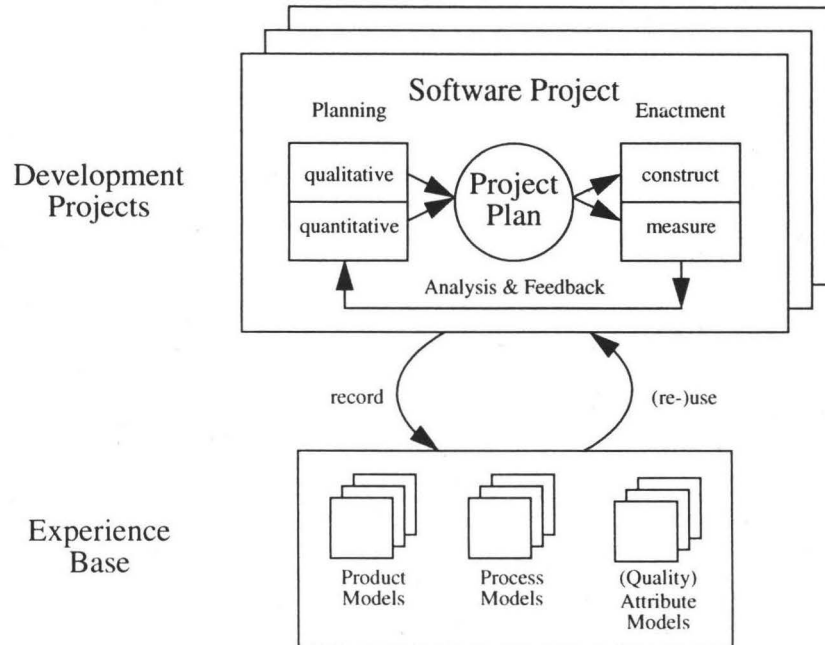 Software Project
Planning
Enactment
Development
Projects
qualitative
quantitative
Project
Plan
construct
measure
Analysis & Feedback
record
(re-)use
Experience
Base
Product
Models
Process
Models
(Quality)
Attribute
Models